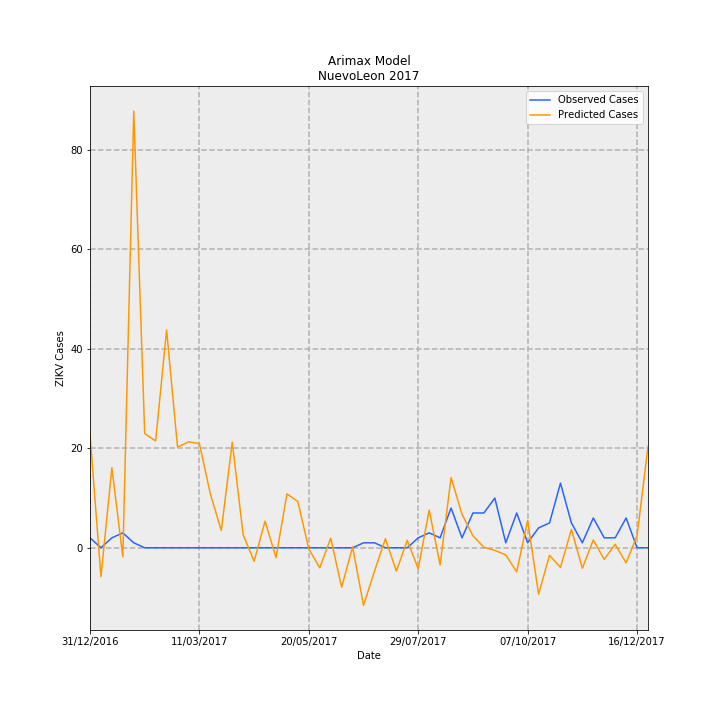 Arimax Model
NuevoLeon 2017
Observed Cases
Predicted Cases
ZIKV Cases
80
60
40
20
0
31/12/2016 11/03/2017 20/05/2017 29/07/2017 07/10/2017 16/12/2017
Date